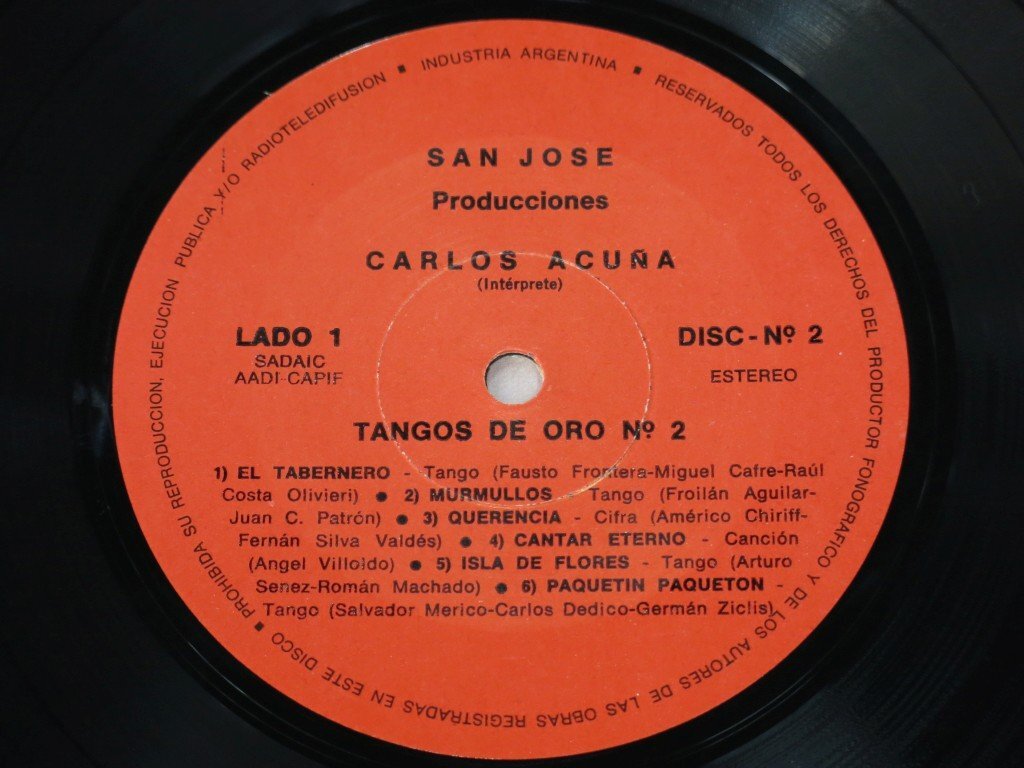 INDUSTRIA ARGENTINA ■ RESERVADOS TODOS LOS DERECHOS DEL PRODUCTOR FONOGRAFICO Y DE LOS AUTORES DE LAS OBRAS REGISTRADAS EN ESTE DISCO ■ PROHIBIDA SU REPRODUCCION, EJECUCION PUBLICA Y/O RADIOTELEDIFUSION ■
SAN JOSE
Producciones
CARLOS ACUÑA
(Intérprete)
LADO 1
SADAIC
AADI-CAPIF
DISC - Nº 2
ESTEREO
TANGOS DE ORO Nº 2
1) EL TABERNERO - Tango (Fausto Frontera-Miguel Cafre-Raúl
Costa Olivieri) ● 2) MURMULLOS - Tango (Froilán Aguilar-
Juan C. Patrón) ● 3) QUERENCIA - Cifra (Américo Chiriff-
Fernán Silva Valdés) ● 4) CANTAR ETERNO - Canción
(Angel Villoldo) ● 5) ISLA DE FLORES - Tango (Arturo
Senez-Román Machado) ● 6) PAQUETIN PAQUETON -
Tango (Salvador Merico-Carlos Dedico-Germán Ziclis)